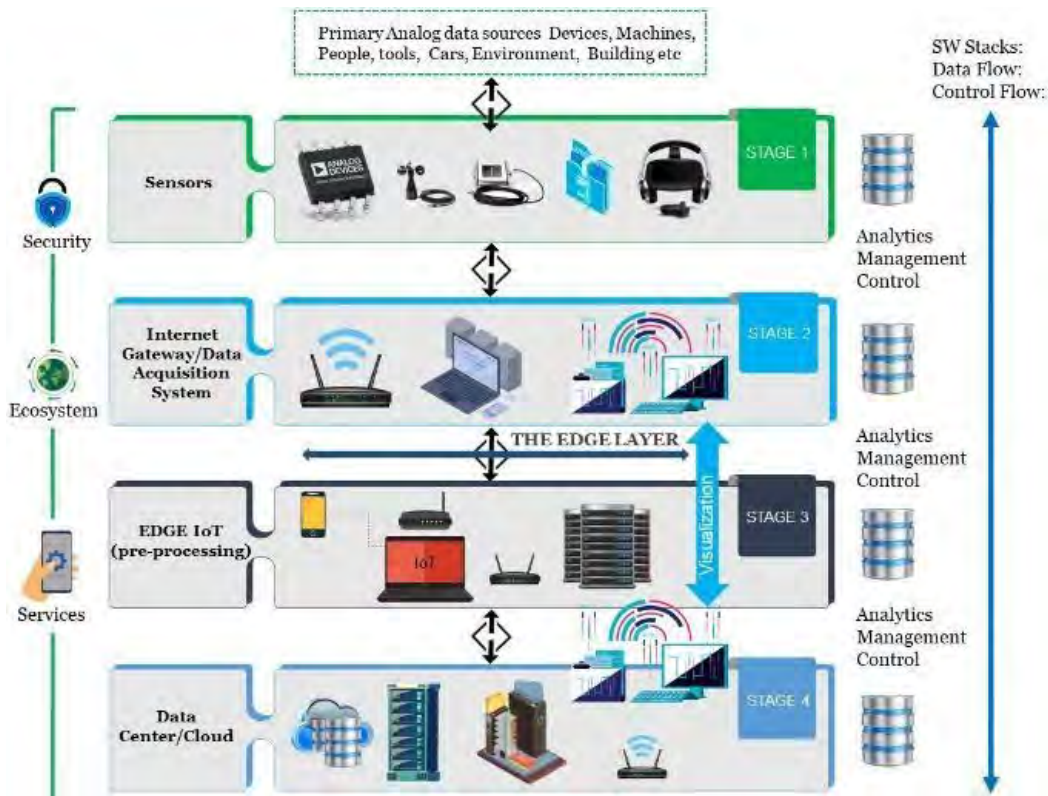 Primary Analog data sources Devices, Machines,
People, tools, Cars, Environment, Building etc
SW Stacks:
Data Flow:
Control Flow:
Sensors
ANALOG
DEVICES
STAGE 1
Security
Analytics
Management
Control
Internet
Gateway/Data
Acquisition
System
STAGE 2
Ecosystem
THE EDGE LAYER
Analytics
Management
Control
Visualization
EDGE IoT
(pre-processing)
IoT
STAGE 3
Services
Analytics
Management
Control
Data
Center/Cloud
STAGE 4